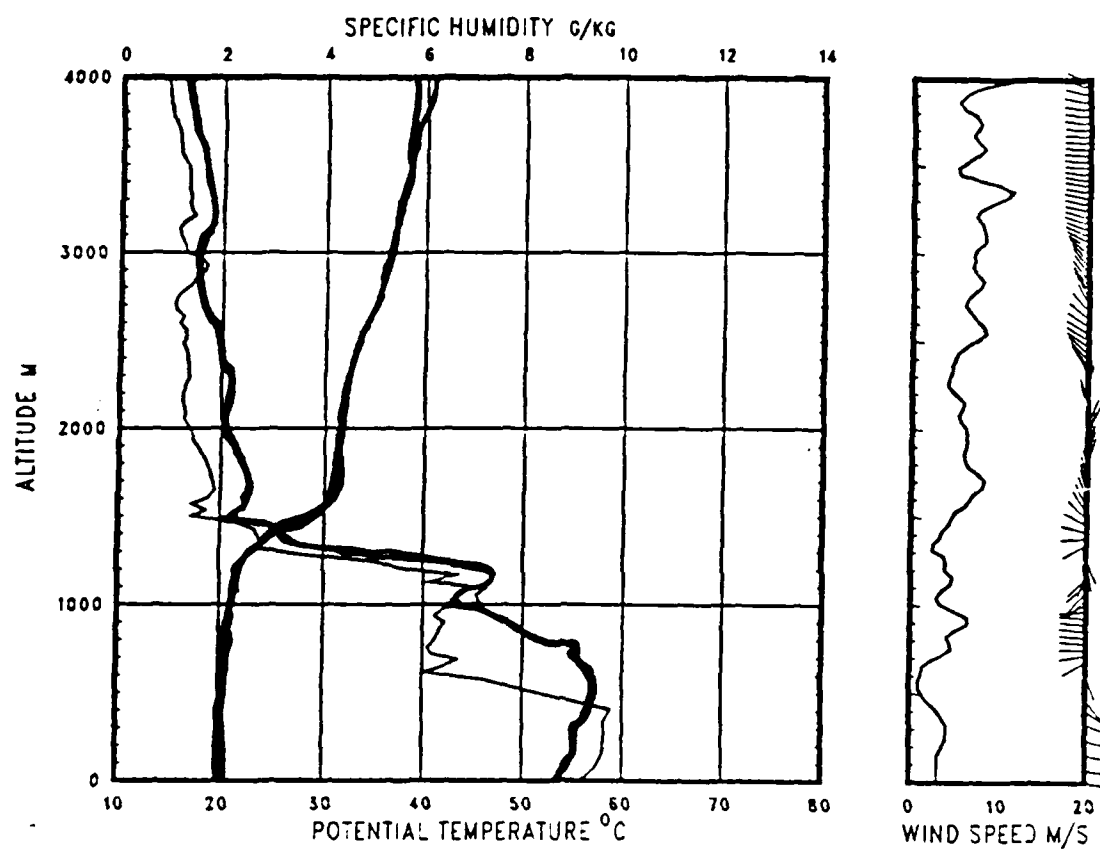 SPECIFIC HUMIDITY G/KG
0 2 4 6 8 10 12 14
4000
3000
2000
1000
0
ALTITUDE M
10 20 30 40 50 60 70 80
POTENTIAL TEMPERATURE °C
0 10 20
WIND SPEED M/S